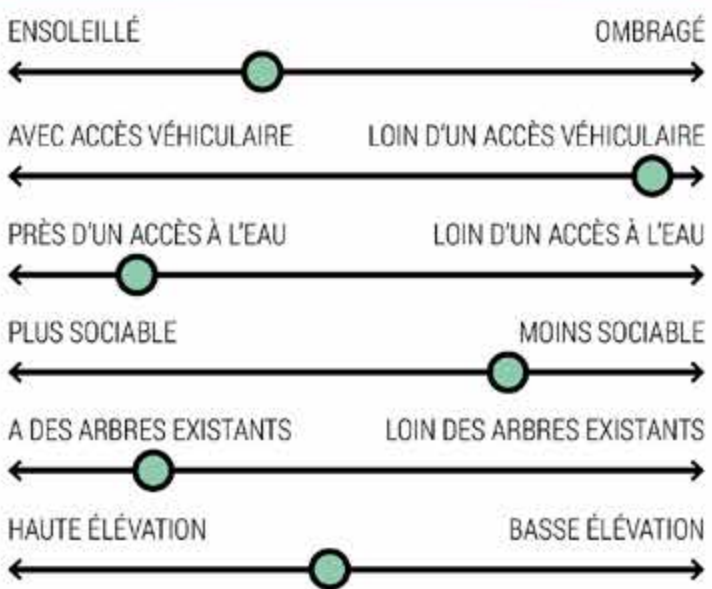 ENSOLEILLÉ OMBRAGÉ
AVEC ACCÈS VÉHICULAIRE LOIN D'UN ACCÈS VÉHICULAIRE
PRÈS D'UN ACCÈS À L'EAU LOIN D'UN ACCÈS À L'EAU
PLUS SOCIABLE MOINS SOCIABLE
A DES ARBRES EXISTANTS LOIN DES ARBRES EXISTANTS
HAUTE ÉLÉVATION BASSE ÉLÉVATION